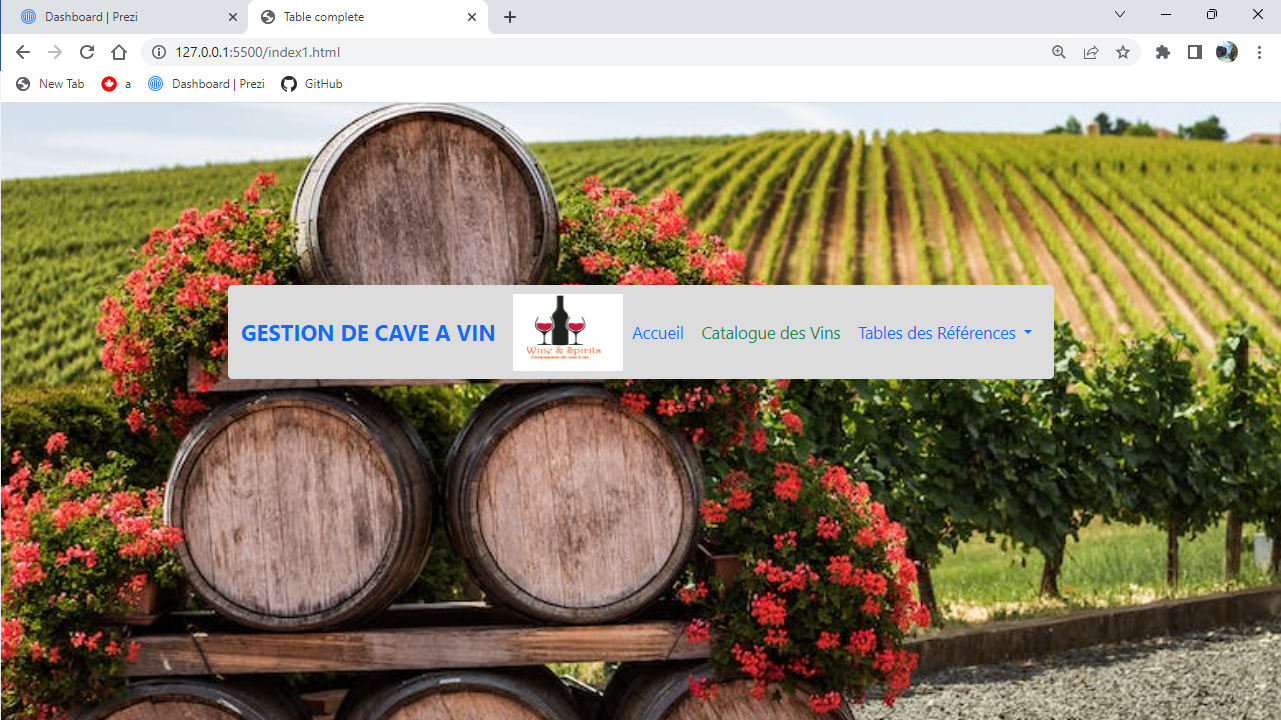 Dashboard | Prezi
Table complete
127.0.0.1:5500/index1.html
New Tab
a
Dashboard | Prezi
GitHub
GESTION DE CAVE A VIN
Wine & Spirits
Accueil
Catalogue des Vins
Tables des Références